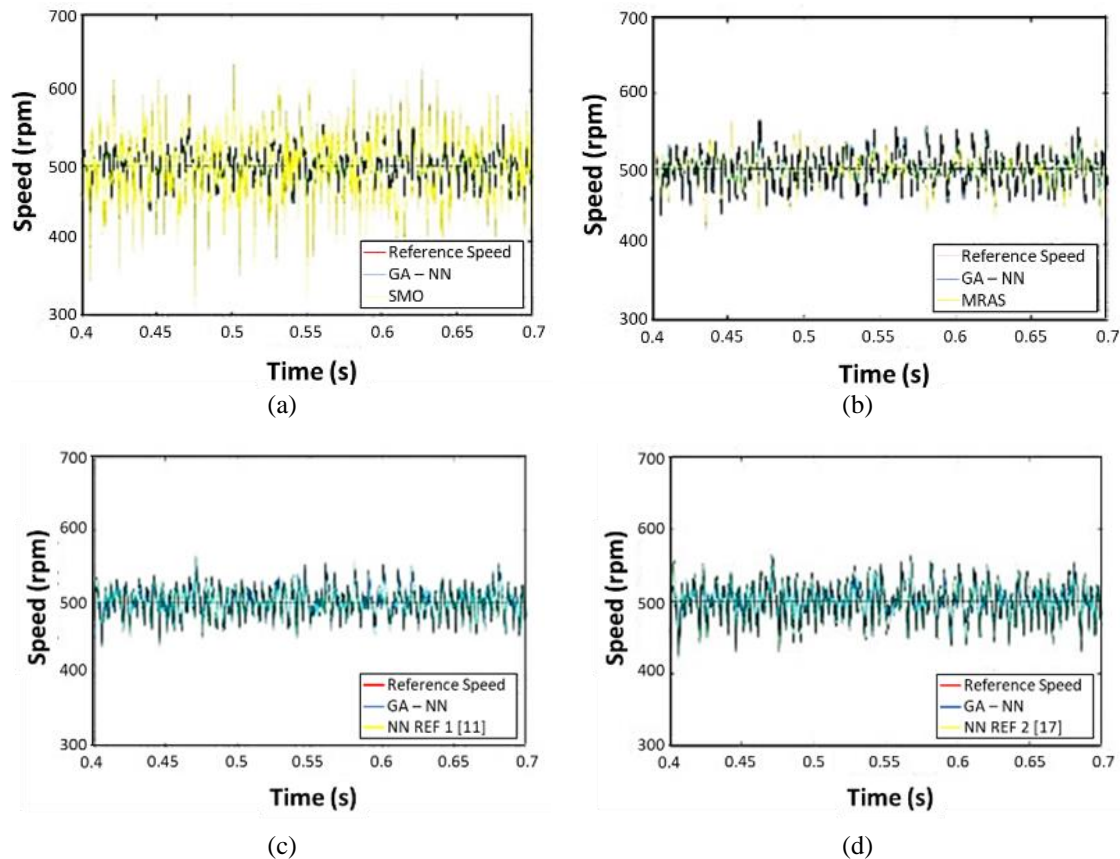 700
600
500
400
300
Speed (rpm)
Reference Speed
GA – NN
SMO
0.4
0.45
0.5
0.55
0.6
0.65
0.7
Time (s)
(a)
700
600
500
400
300
Speed (rpm)
Reference Speed
GA – NN
MRAS
0.4
0.45
0.5
0.55
0.6
0.65
0.7
Time (s)
(b)
700
600
500
400
300
Speed (rpm)
Reference Speed
GA – NN
NN REF 1 [11]
0.4
0.45
0.5
0.55
0.6
0.65
0.7
Time (s)
(c)
700
600
500
400
300
Speed (rpm)
Reference Speed
GA – NN
NN REF 2 [17]
0.4
0.45
0.5
0.55
0.6
0.65
0.7
Time (s)
(d)